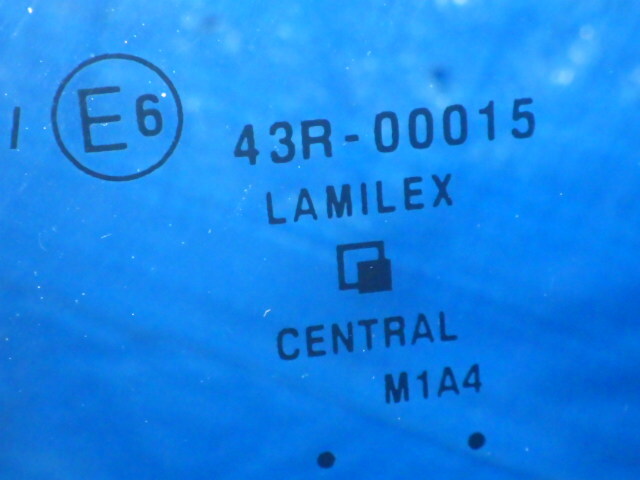 I E6 43R-00015
LAMILEX
CENTRAL
M1A4